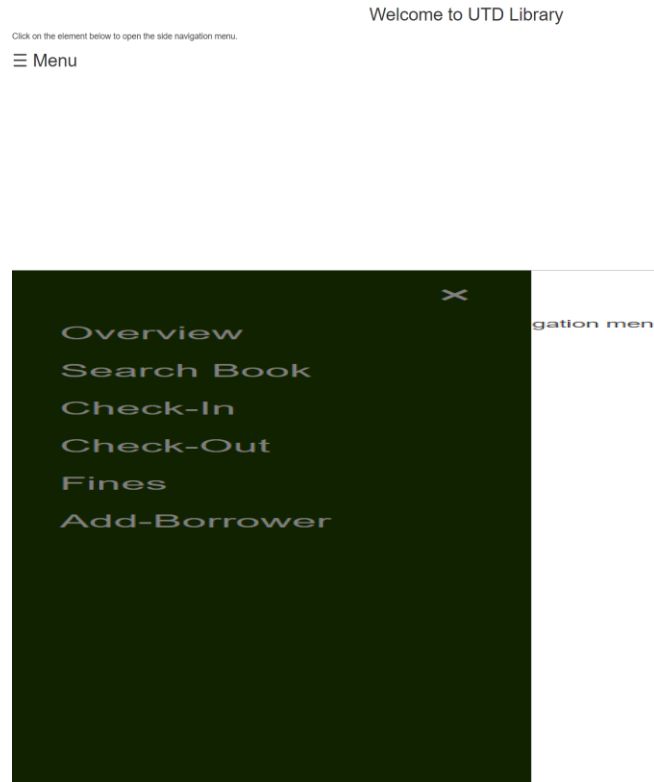 Welcome to UTD Library
Click on the element below to open the side navigation menu.
☰ Menu
×
gation men
Overview
Search Book
Check-In
Check-Out
Fines
Add-Borrower